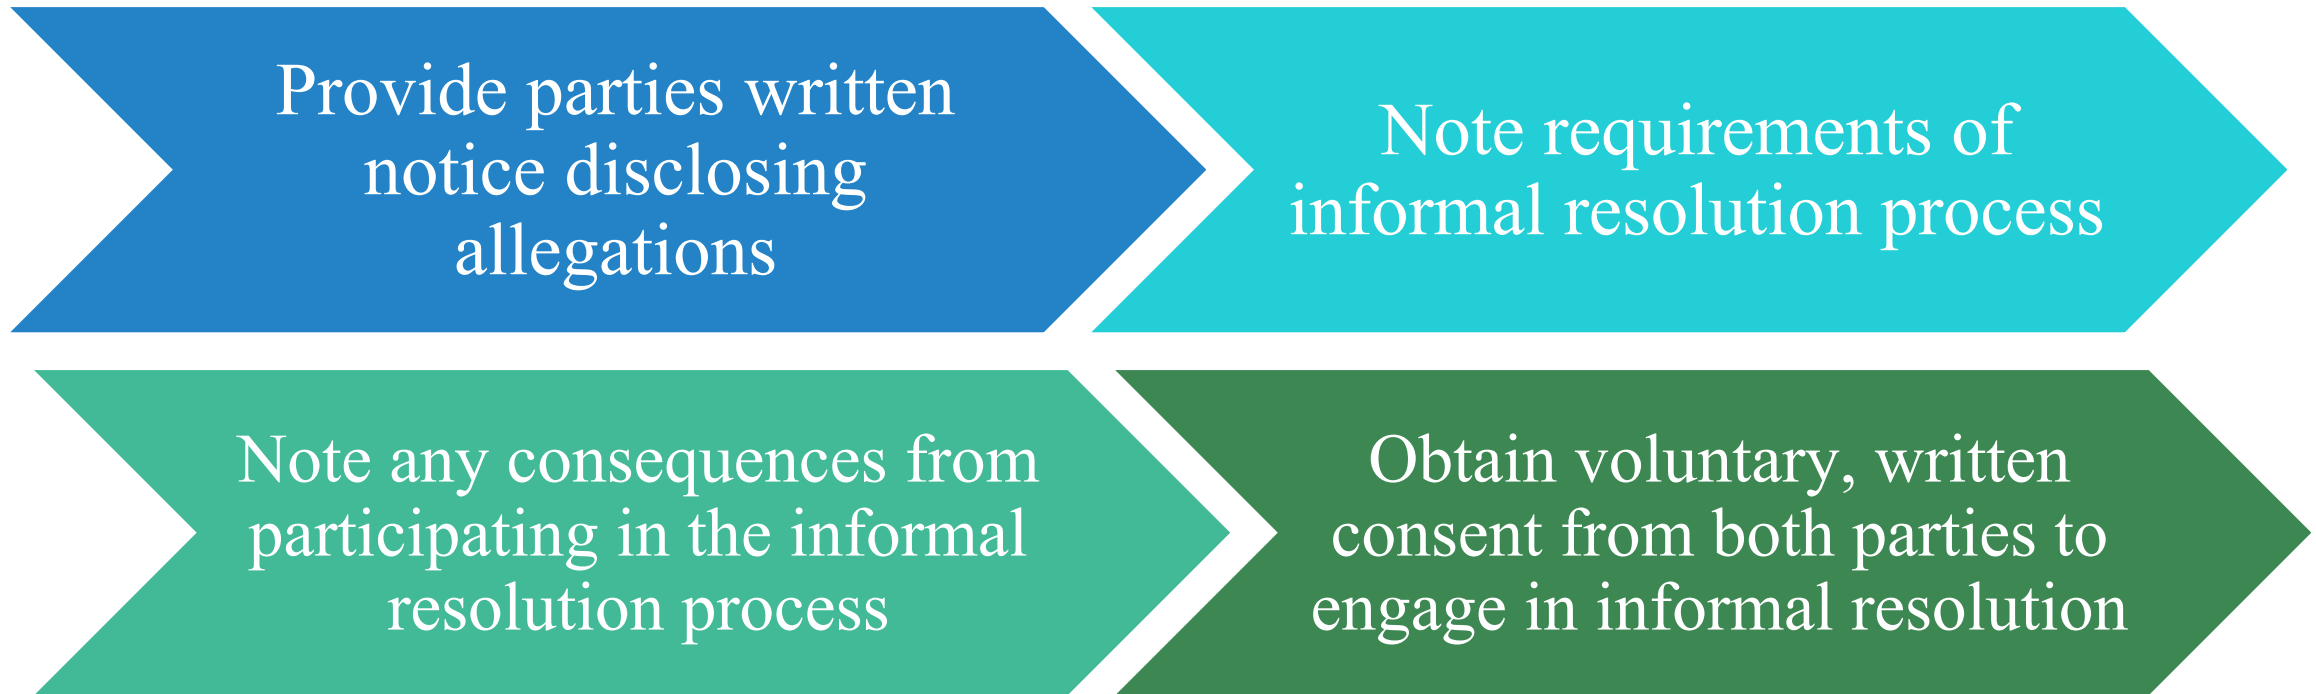 Provide parties written
notice disclosing
allegations
Note requirements of
informal resolution process
Note any consequences from
participating in the informal
resolution process
Obtain voluntary, written
consent from both parties to
engage in informal resolution